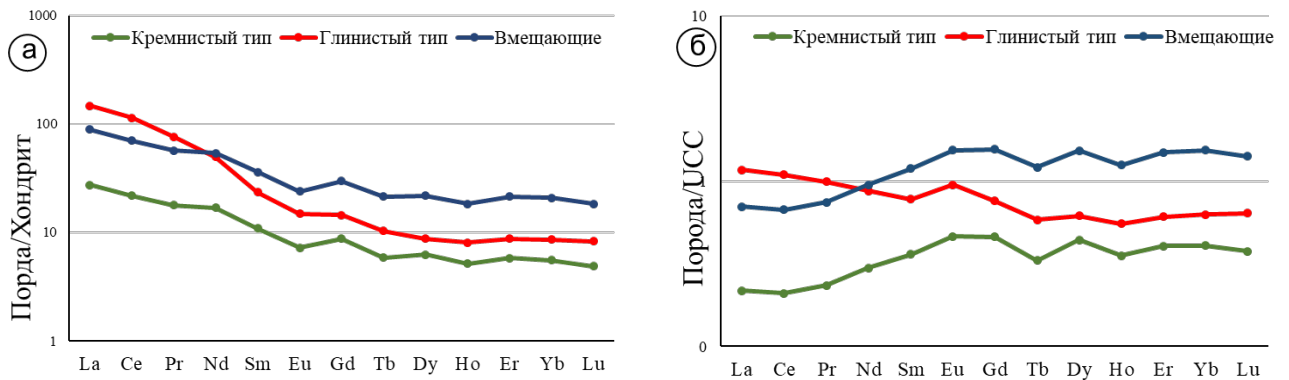 а
Порда/Хондрит
1000
100
10
1
Кремнистый тип Глинистый тип Вмещающие
La Ce Pr Nd Sm Eu Gd Tb Dy Ho Er Yb Lu
б
Порода/UCC
10
1
0
Кремнистый тип Глинистый тип Вмещающие
La Ce Pr Nd Sm Eu Gd Tb Dy Ho Er Yb Lu